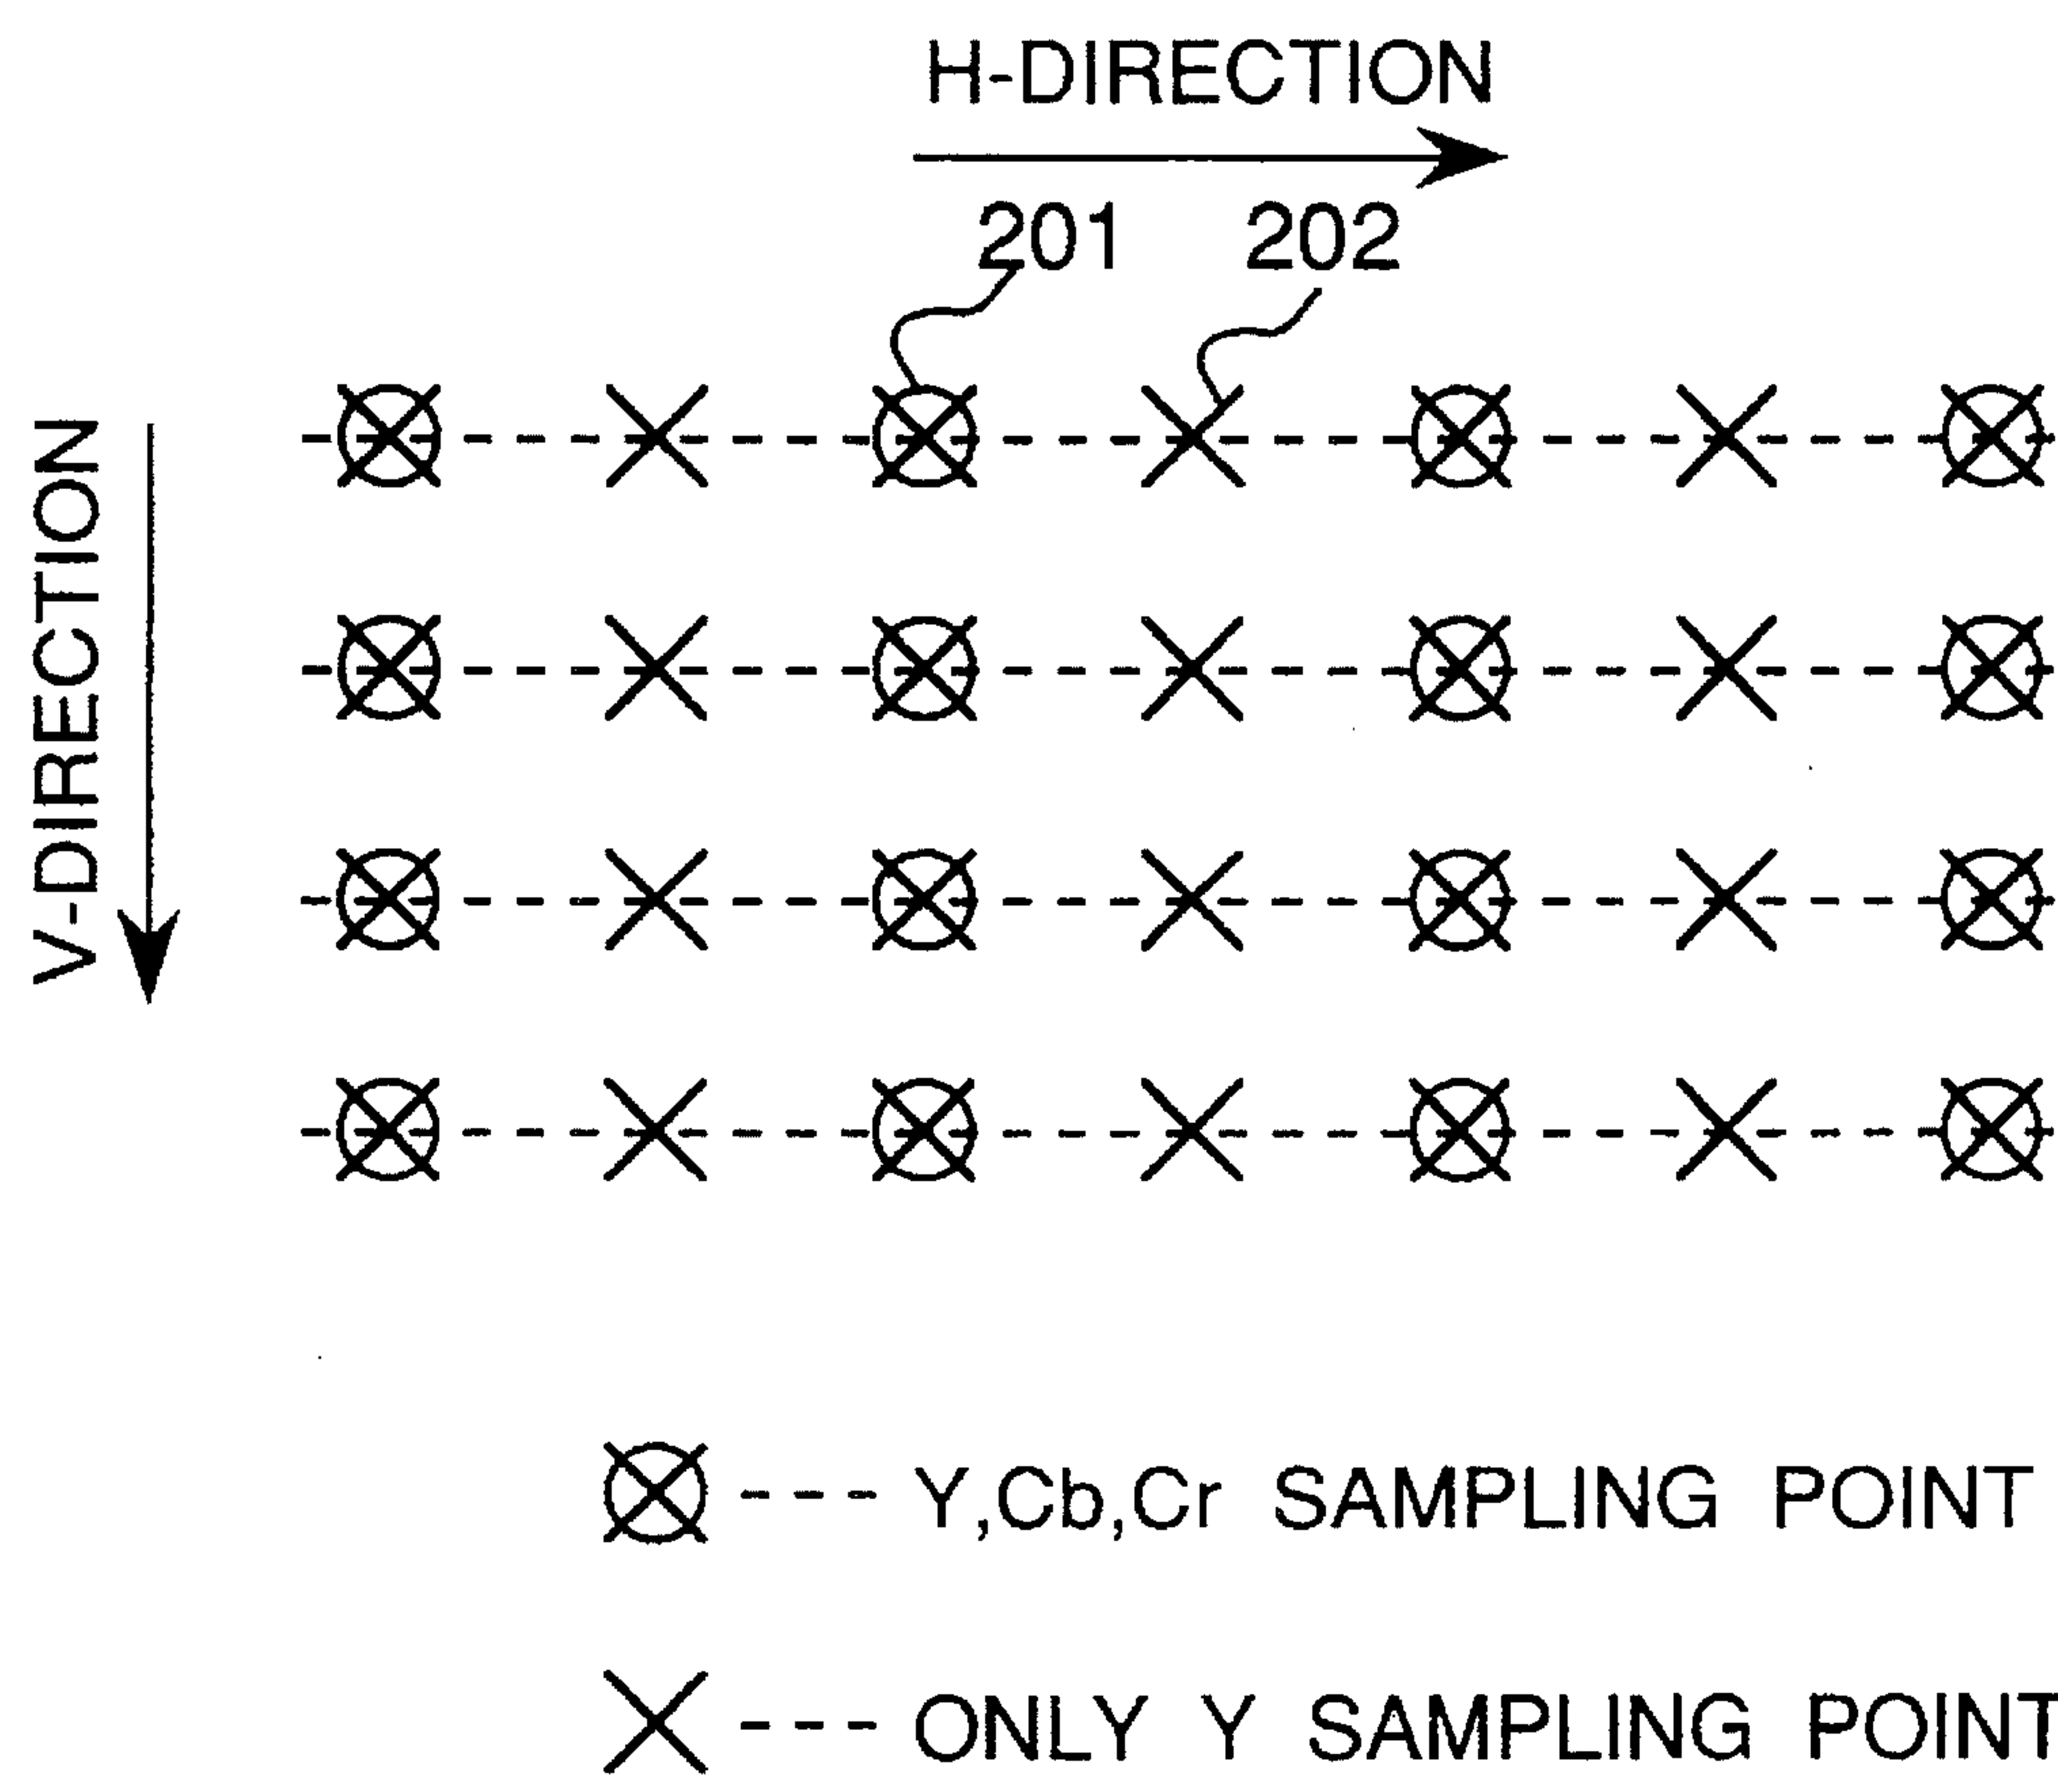 H-DIRECTION
201 202
V-DIRECTION
Y,Cb,Cr SAMPLING POINT
ONLY Y SAMPLING POINT